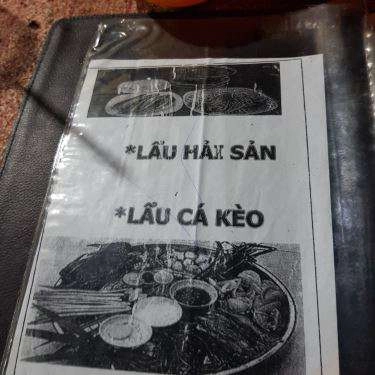 *LẨU HẢI SẢN
*LẨU CÁ KÈO